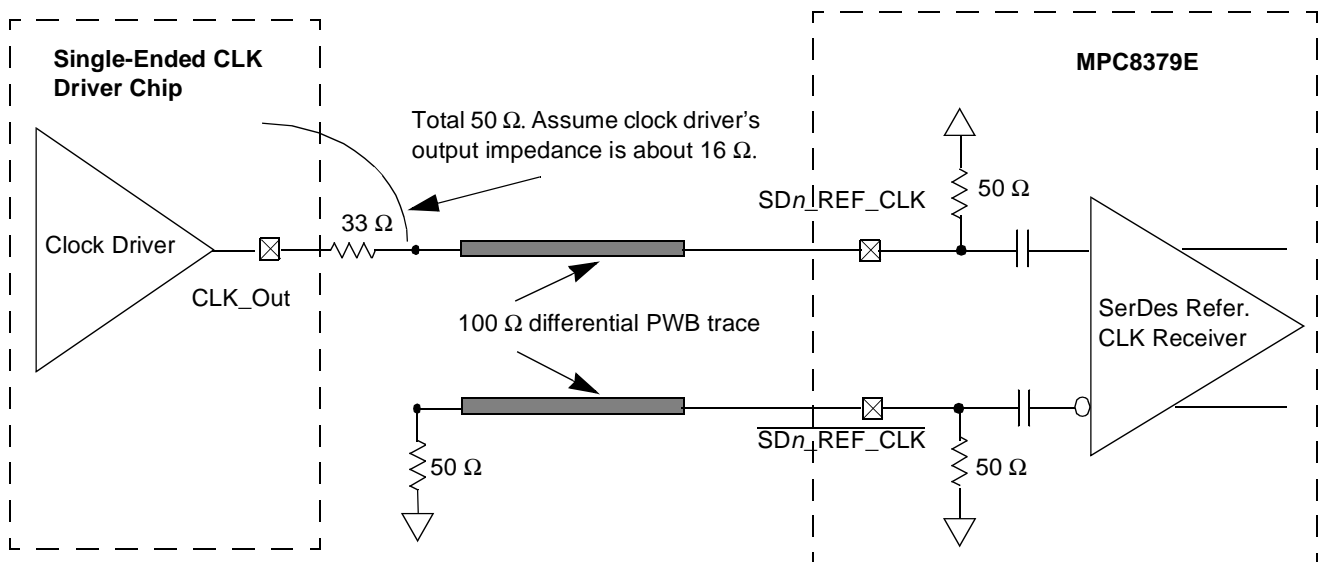 Single-Ended CLK
Driver Chip
MPC8379E
Total 50 Ω. Assume clock driver's
output impedance is about 16 Ω.
SDn_REF_CLK
50 Ω
33 Ω
Clock Driver
CLK_Out
100 Ω differential PWB trace
SerDes Refer.
CLK Receiver
SDn_REF_CLK
50 Ω
50 Ω